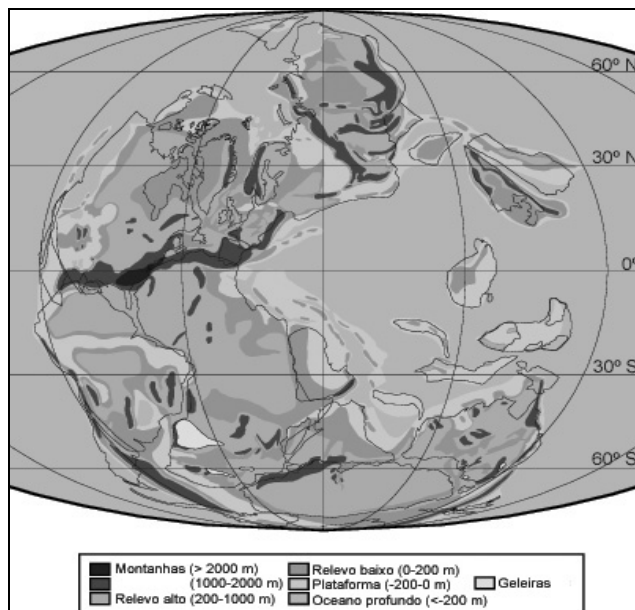 60º N
30º N
0º
30º S
60º S
Montanhas (> 2000 m)
(1000-2000 m)
Relevo alto (200-1000 m)
Relevo baixo (0-200 m)
Plataforma (-200-0 m)
Oceano profundo (<-200 m)
Geleiras